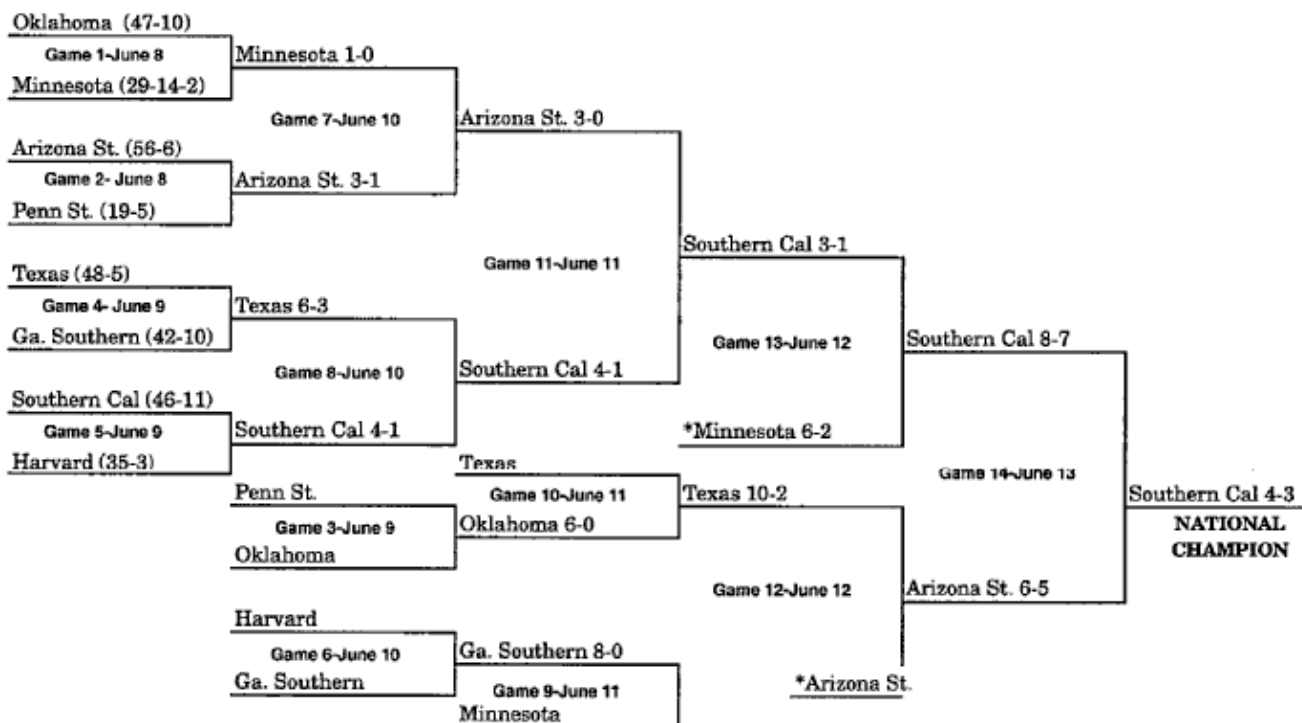 Oklahoma (47-10)
Game 1-June 8
Minnesota (29-14-2)
Minnesota 1-0
Game 7-June 10
Arizona St. (56-6)
Game 2- June 8
Penn St. (19-5)
Arizona St. 3-1
Arizona St. 3-0
Game 11-June 11
Texas (48-5)
Game 4- June 9
Ga. Southern (42-10)
Texas 6-3
Game 8-June 10
Southern Cal (46-11)
Game 5-June 9
Harvard (35-3)
Southern Cal 4-1
Southern Cal 4-1
Southern Cal 3-1
Game 13-June 12
*Minnesota 6-2
Southern Cal 8-7
Game 14-June 13
Texas
Game 10-June 11
Penn St.
Game 3-June 9
Oklahoma
Oklahoma 6-0
Texas 10-2
Game 12-June 12
Harvard
Game 6-June 10
Ga. Southern
Ga. Southern 8-0
Game 9-June 11
Minnesota
*Arizona St.
Arizona St. 6-5
Southern Cal 4-3
NATIONAL
CHAMPION